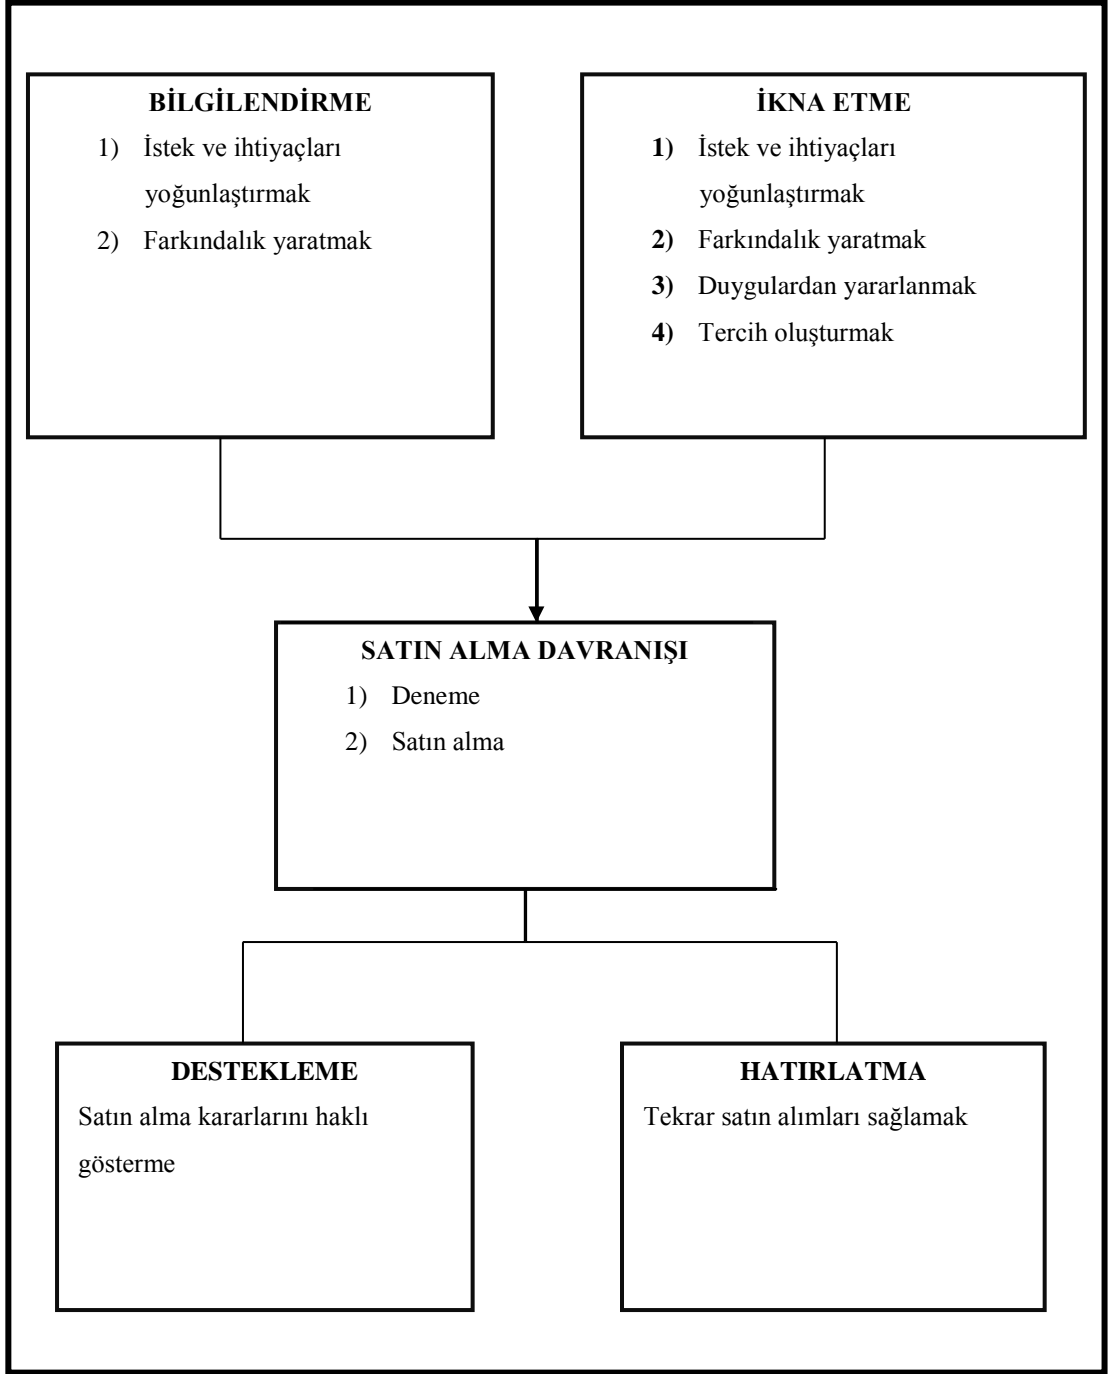 BİLGİLENDİRME
1) İstek ve ihtiyaçları
yoğunlaştırmak
2) Farkındalık yaratmak
İKNA ETME
1) İstek ve ihtiyaçları
yoğunlaştırmak
2) Farkındalık yaratmak
3) Duygulardan yararlanmak
4) Tercih oluşturmak
SATIN ALMA DAVRANIŞI
1) Deneme
2) Satın alma
DESTEKLEME
Satın alma kararlarını haklı
gösterme
HATIRLATMA
Tekrar satın alımları sağlamak